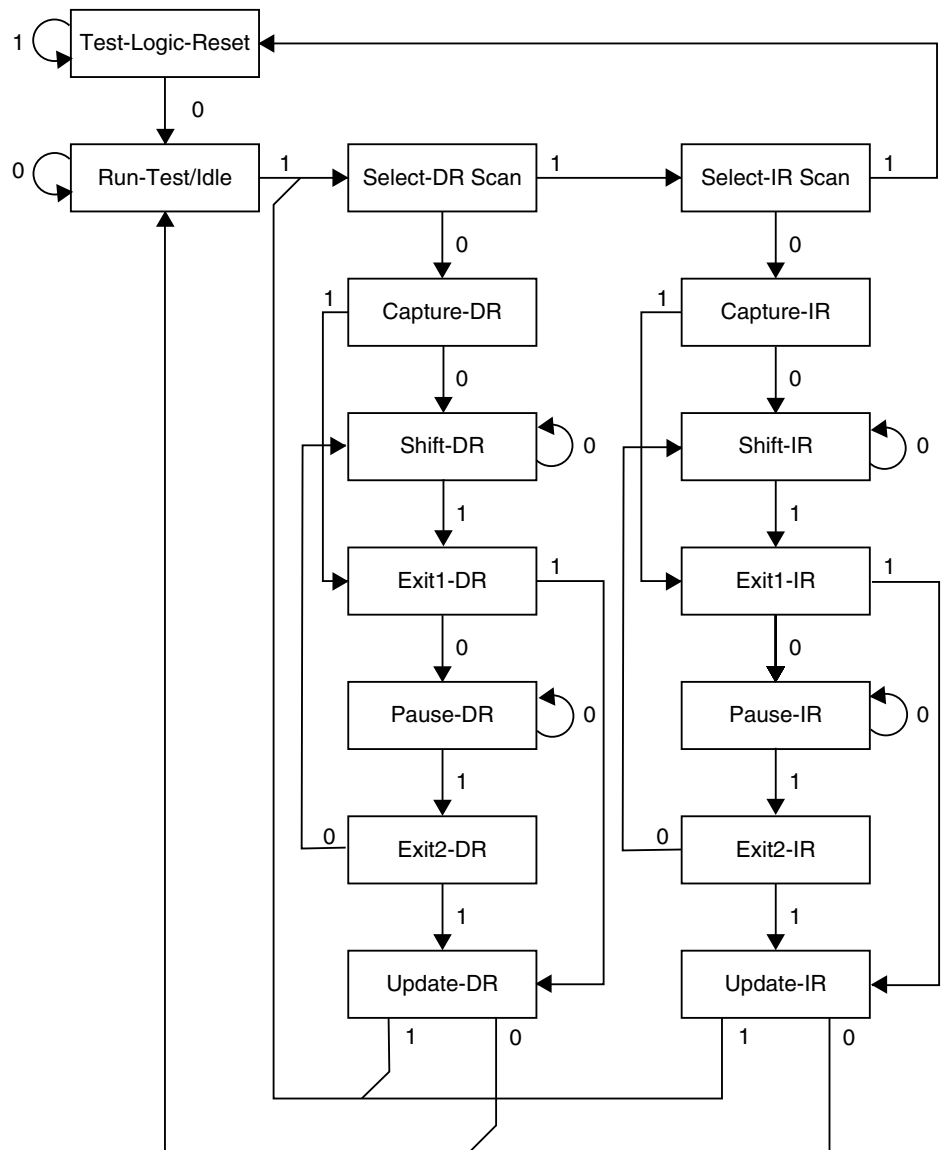 1 Test-Logic-Reset
0
0 Run-Test/Idle 1 Select-DR Scan 1 Select-IR Scan 1
0 0
1 Capture-DR 1 Capture-IR
0 0
Shift-DR 0 Shift-IR 0
1 1
Exit1-DR 1 Exit1-IR 1
0 0
Pause-DR 0 Pause-IR 0
1 1
0 Exit2-DR 0 Exit2-IR
1 1
Update-DR Update-IR
1 0 1 0